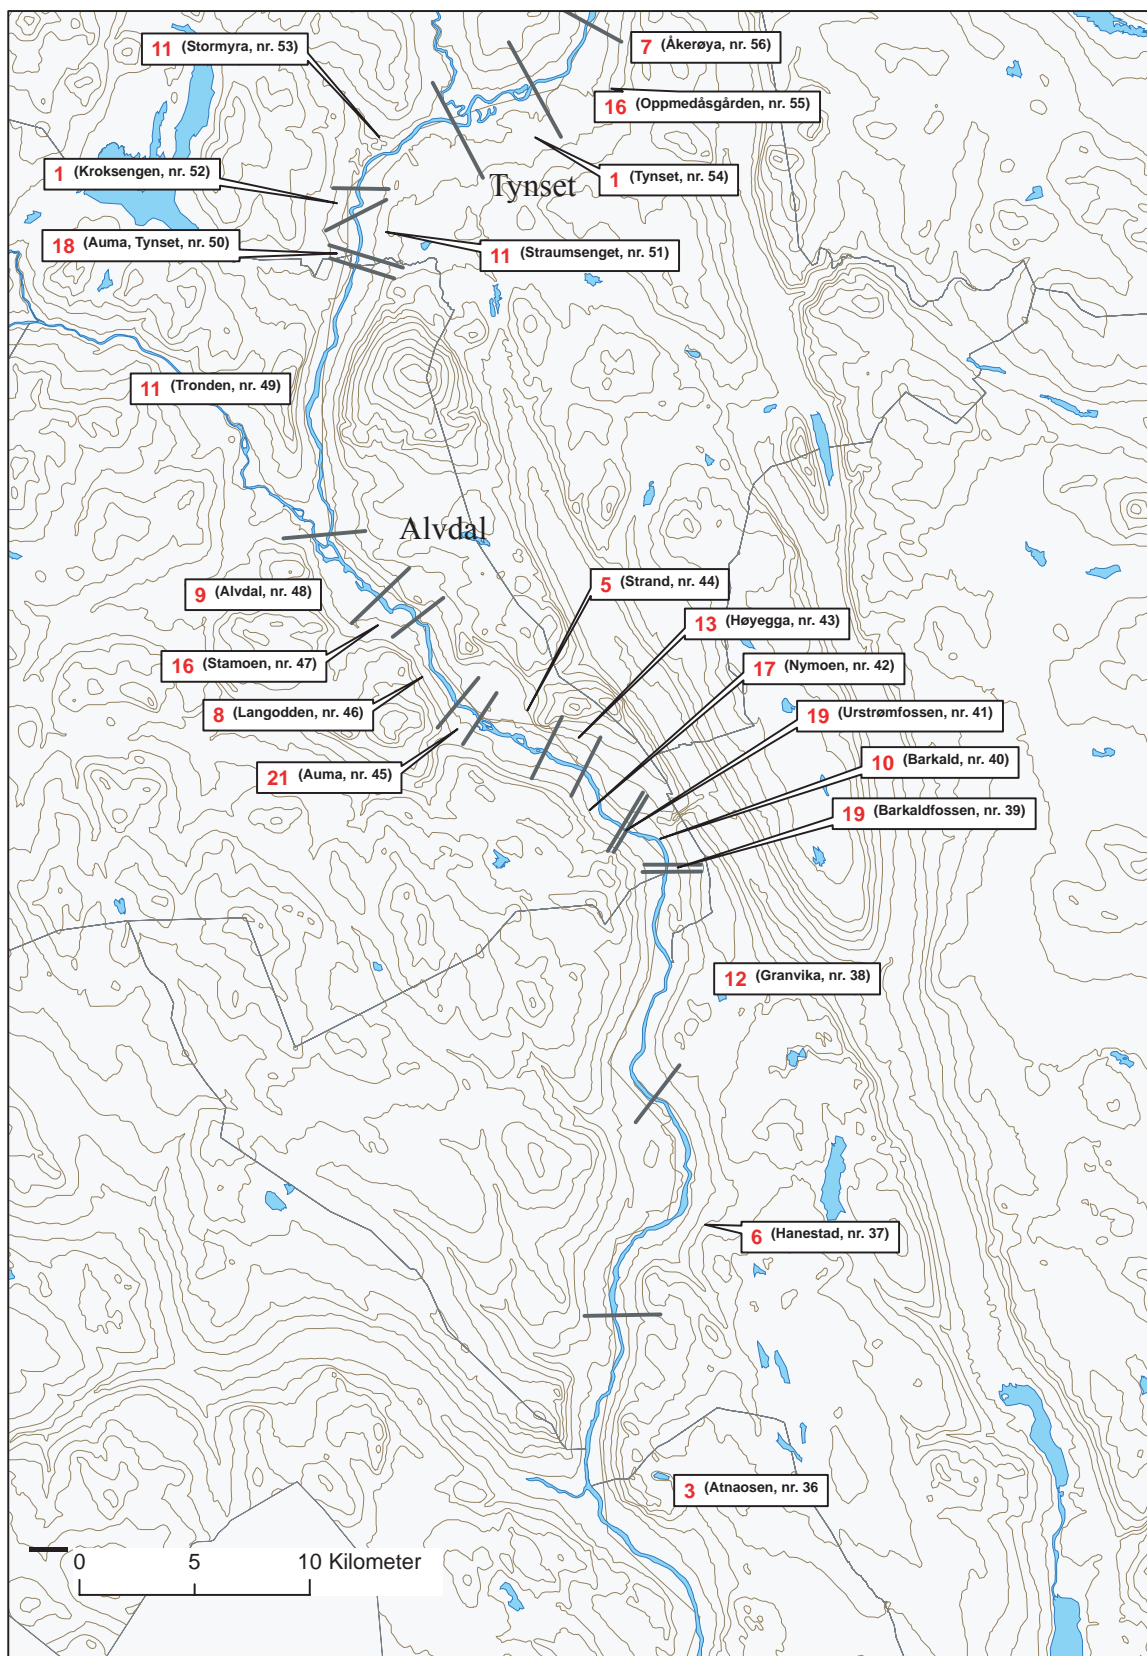 11 (Stormyra, nr. 53)
7 (Åkerøya, nr. 56)
16 (Oppmedåsgården, nr. 55)
1 (Kroksengen, nr. 52)
Tynset
1 (Tynset, nr. 54)
18 (Auma, Tynset, nr. 50)
11 (Straumsenget, nr. 51)
11 (Tronden, nr. 49)
Alvdal
9 (Alvdal, nr. 48)
5 (Strand, nr. 44)
13 (Høyegga, nr. 43)
16 (Stamoen, nr. 47)
17 (Nymoen, nr. 42)
8 (Langodden, nr. 46)
19 (Urstrømfossen, nr. 41)
21 (Auma, nr. 45)
10 (Barkald, nr. 40)
19 (Barkaldfossen, nr. 39)
12 (Granvika, nr. 38)
6 (Hanestad, nr. 37)
3 (Atnaosen, nr. 36
0 5 10 Kilometer